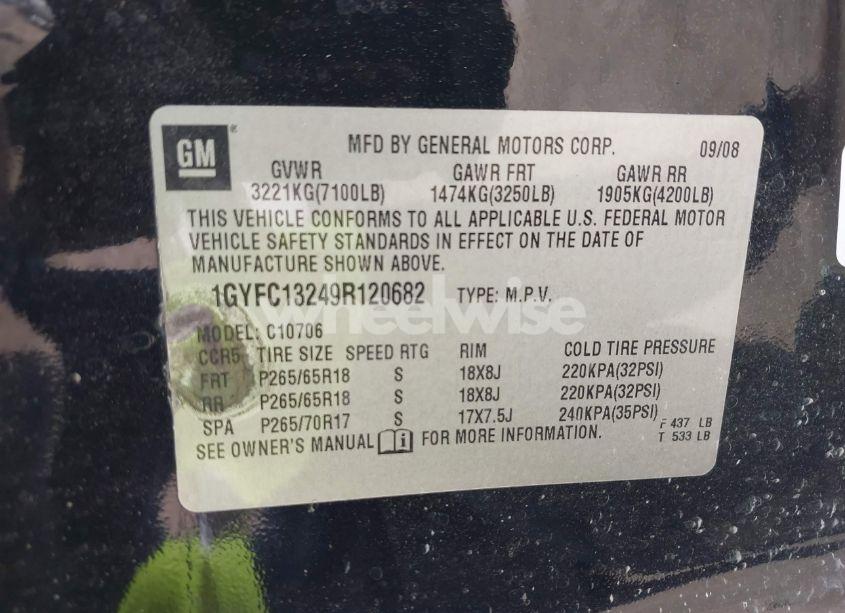 GM
®
MFD BY GENERAL MOTORS CORP. 09/08
GVWR GAWR FRT GAWR RR
3221KG(7100LB) 1474KG(3250LB) 1905KG(4200LB)
THIS VEHICLE CONFORMS TO ALL APPLICABLE U.S. FEDERAL MOTOR
VEHICLE SAFETY STANDARDS IN EFFECT ON THE DATE OF
MANUFACTURE SHOWN ABOVE.
1GYFC13249R120682 TYPE: M.P.V.
wheelwise
MODEL: C10706
CCR5 TIRE SIZE SPEED RTG RIM COLD TIRE PRESSURE
FRT P265/65R18 S 18X8J 220KPA(32PSI)
RR P265/65R18 S 18X8J 220KPA(32PSI)
SPA P265/70R17 S 17X7.5J 240KPA(35PSI)
F 437 LB
SEE OWNER'S MANUAL i FOR MORE INFORMATION.
T 533 LB